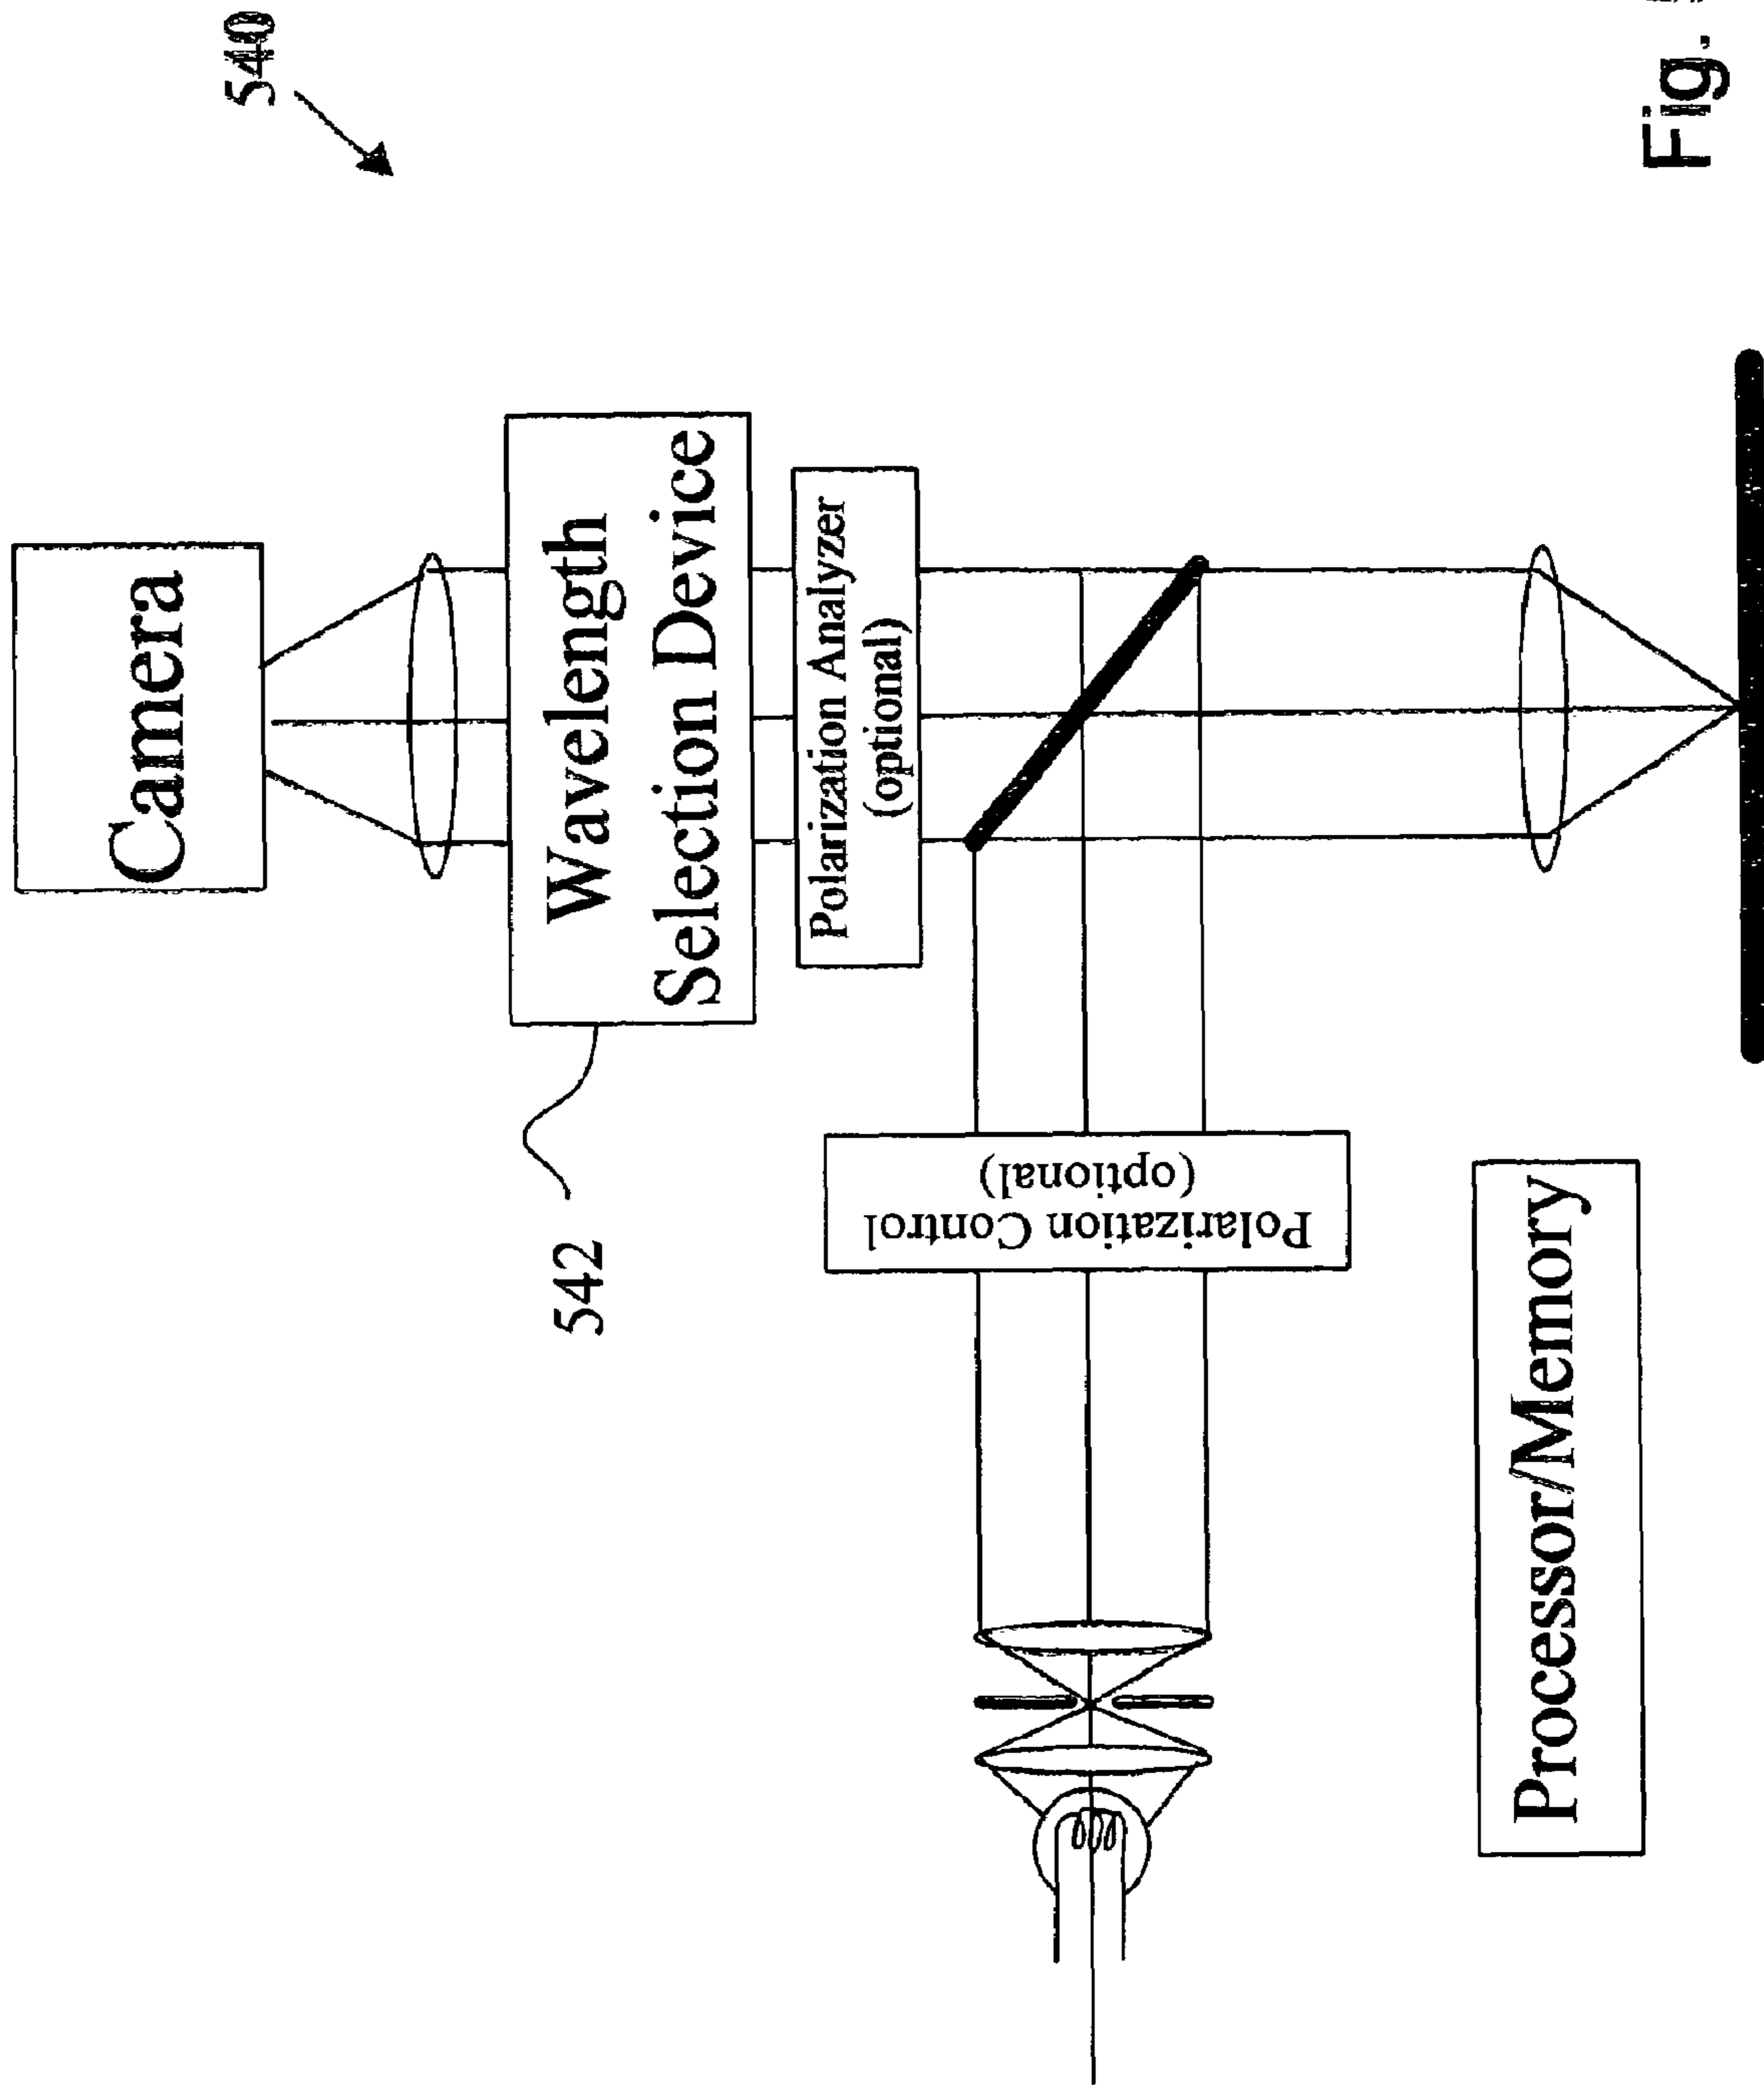 540
Camera
Wavelength
Selection Device
Polarization Analyzer
(optional)
542
Polarization Control
(optional)
Processor/Memory
Fig.